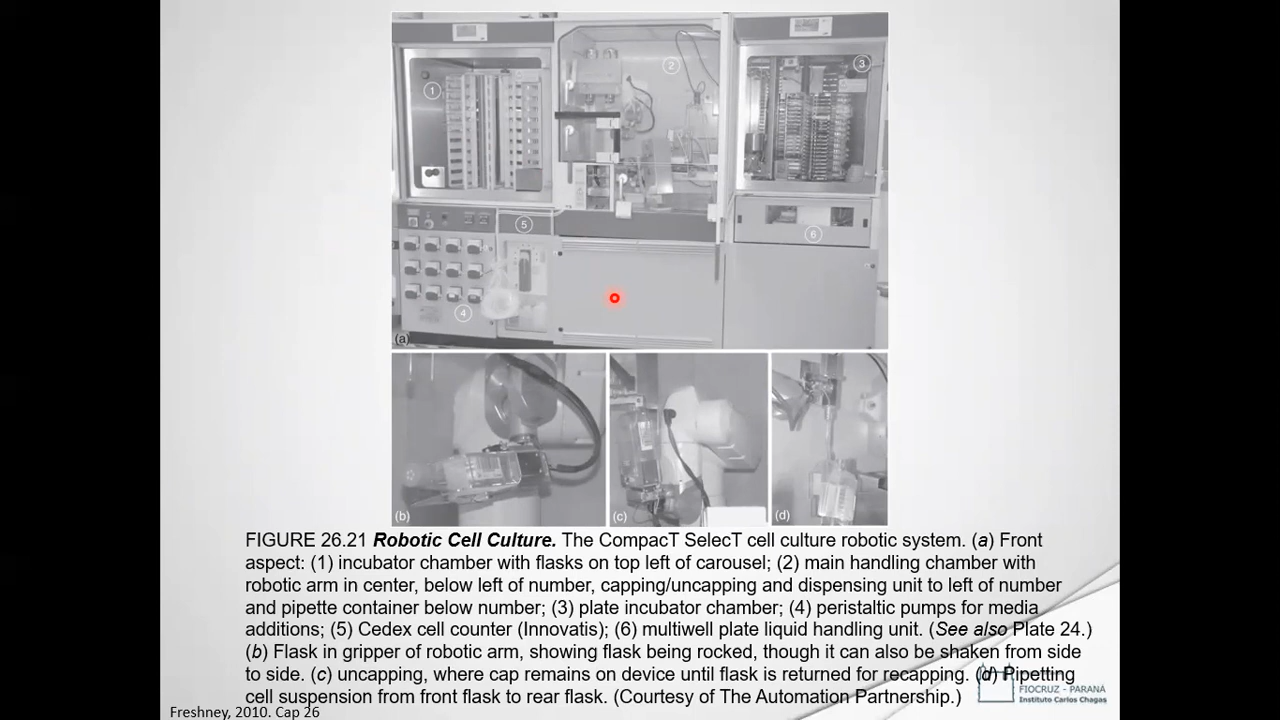 1
2
3
5
6
4
(a)
(b)
(c)
(d)
FIGURE 26.21 Robotic Cell Culture. The CompacT SelecT cell culture robotic system. (a) Front
aspect: (1) incubator chamber with flasks on top left of carousel; (2) main handling chamber with
robotic arm in center, below left of number, capping/uncapping and dispensing unit to left of number
and pipette container below number; (3) plate incubator chamber; (4) peristaltic pumps for media
additions; (5) Cedex cell counter (Innovatis); (6) multiwell plate liquid handling unit. (See also Plate 24.)
(b) Flask in gripper of robotic arm, showing flask being rocked, though it can also be shaken from side
to side. (c) uncapping, where cap remains on device until flask is returned for recapping. (d) Pipetting
cell suspension from front flask to rear flask. (Courtesy of The Automation Partnership.)
FIOCRUZ - PARANÁ
Instituto Carlos Chagas
Freshney, 2010. Cap 26